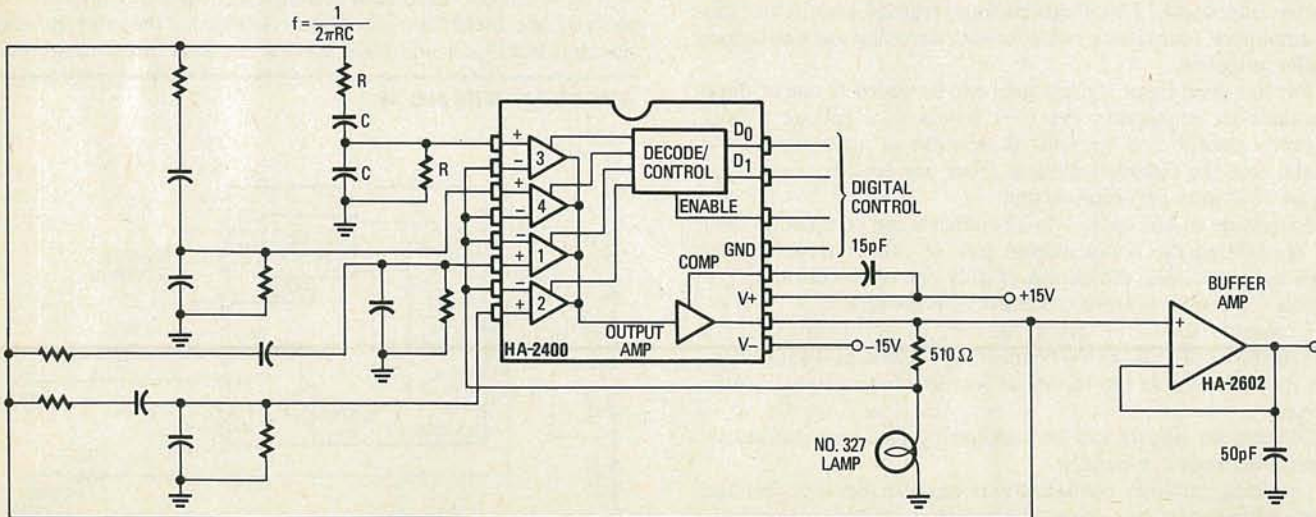 f = 1/2πRC
R
C
C
R
+
−
+
−
+
−
+
−
+
3
4
1
2
HA-2400
DECODE/
CONTROL
D0
D1
ENABLE
GND
COMP
V+
V−
OUTPUT
AMP
DIGITAL
CONTROL
15pF
+15V
−15V
510 Ω
NO. 327
LAMP
BUFFER
AMP
+
−
HA-2602
50pF